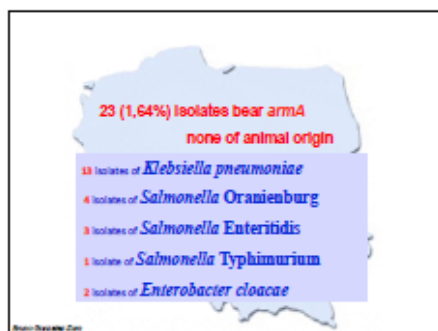 23 (1,64%) Isolates bear armA
none of animal origin
13 Isolates of Klebsiella pneumoniae
4 Isolates of Salmonella Oranienburg
3 Isolates of Salmonella Enteritidis
1 Isolate of Salmonella Typhimurium
2 Isolates of Enterobacter cloacae